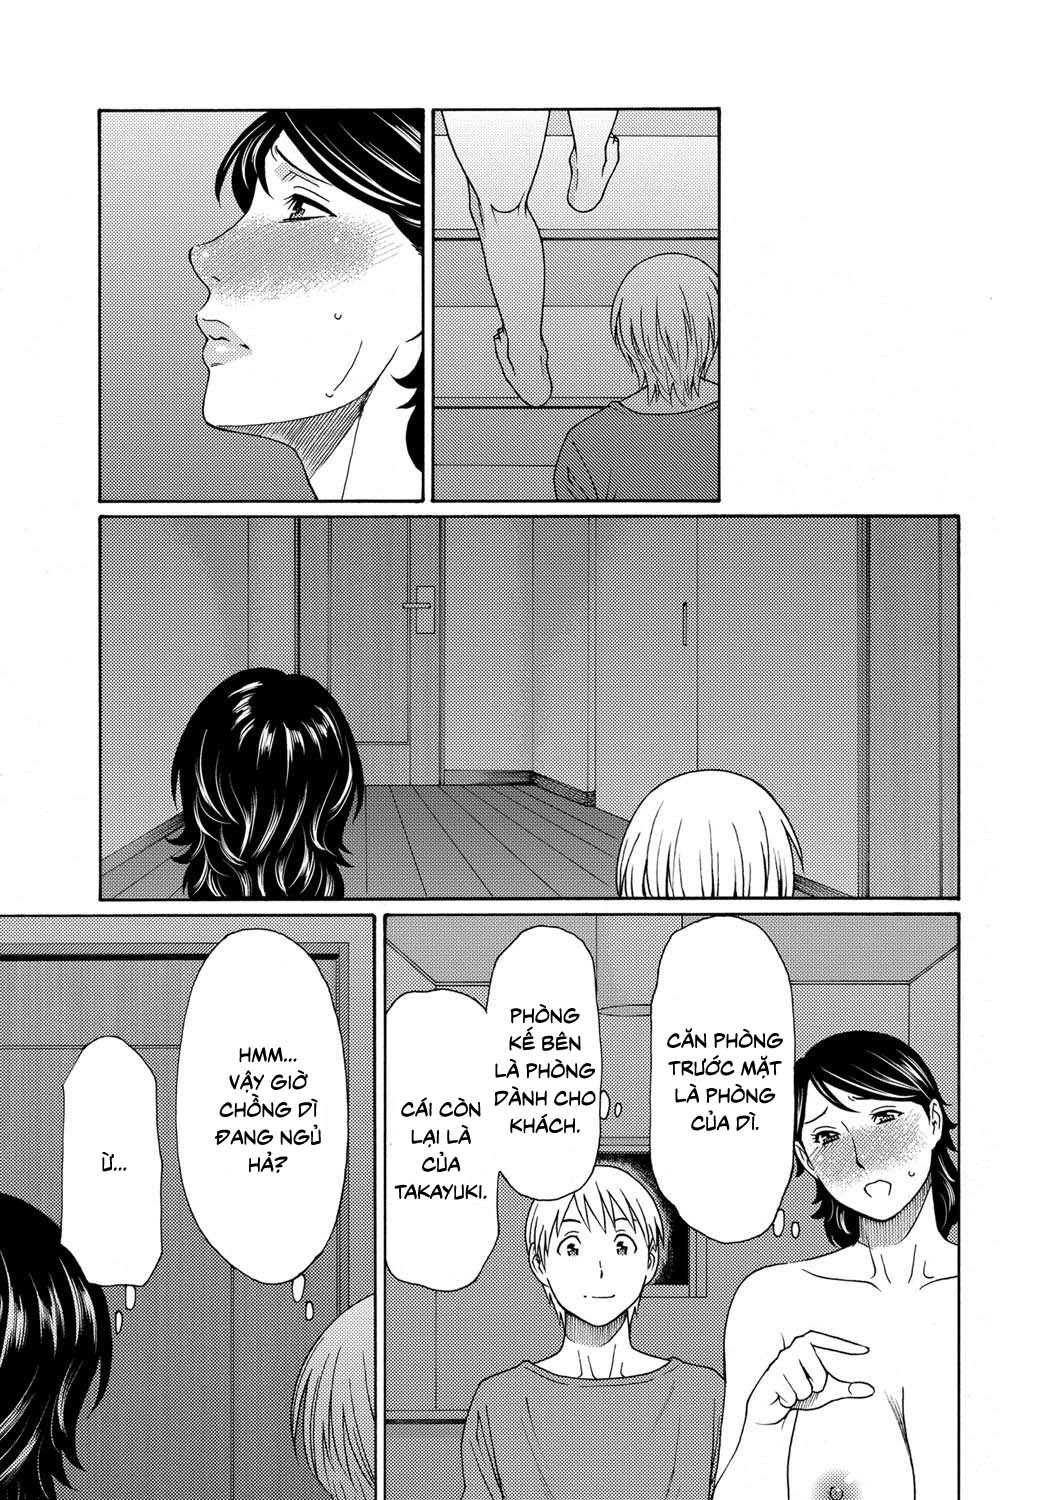 CĂN PHÒNG
TRƯỚC MẶT
LÀ PHÒNG
CỦA DÌ.
PHÒNG
KẾ BÊN
LÀ PHÒNG
DÀNH CHO
KHÁCH.
CÁI CÒN
LẠI LÀ
CỦA
TAKAYUKI.
HMM...
VẬY GIỜ
CHỒNG DÌ
ĐANG NGỦ
HẢ?
Ừ...